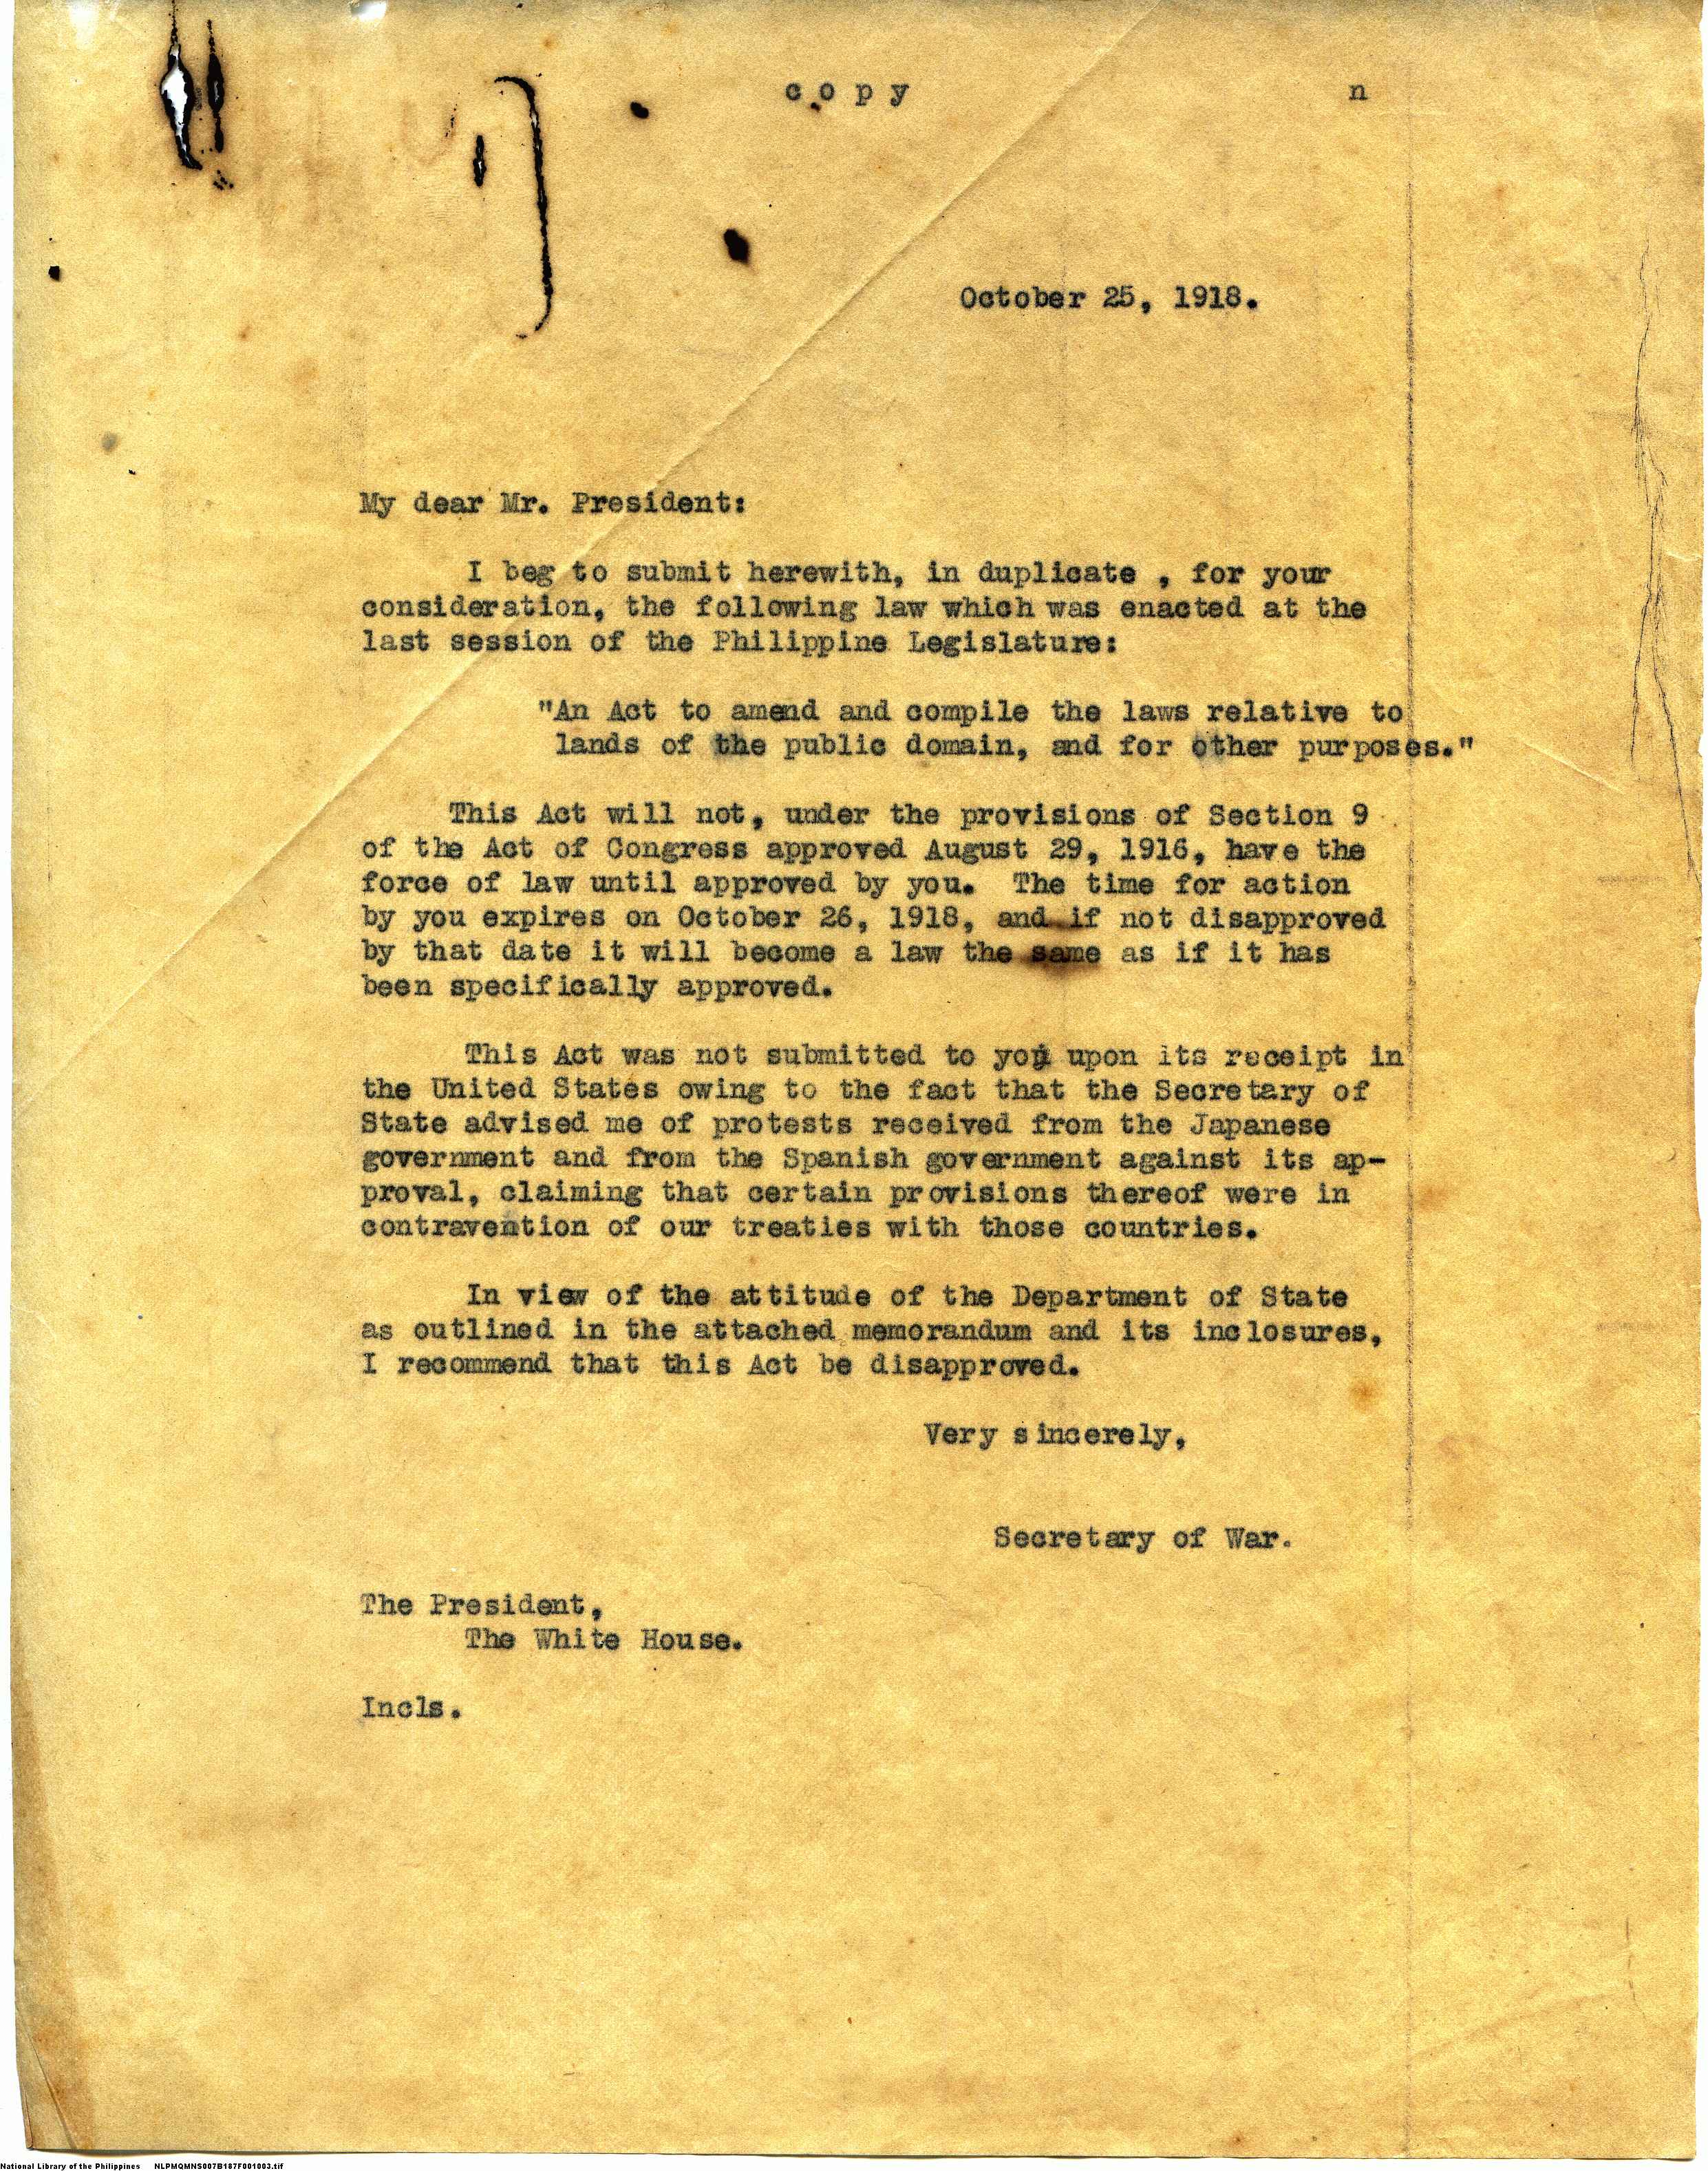 copy n
October 25, 1918.
My dear Mr. President:
I beg to submit herewith, in duplicate , for your
consideration, the following law which was enacted at the
last session of the Philippine Legislature:
"An Act to amend and compile the laws relative to
lands of the public domain, and for other purposes."
This Act will not, under the provisions of Section 9
of the Act of Congress approved August 29, 1916, have the
force of law until approved by you. The time for action
by you expires on October 26, 1918, and if not disapproved
by that date it will become a law the same as if it has
been specifically approved.
This Act was not submitted to you upon its receipt in
the United States owing to the fact that the Secretary of
State advised me of protests received from the Japanese
government and from the Spanish government against its ap-
proval, claiming that certain provisions thereof were in
contravention of our treaties with those countries.
In view of the attitude of the Department of State
as outlined in the attached memorandum and its inclosures,
I recommend that this Act be disapproved.
Very sincerely,
Secretary of War.
The President,
The White House.
Incls.
National Library of the Philippines NLPMQMNS007B187F001003.tif